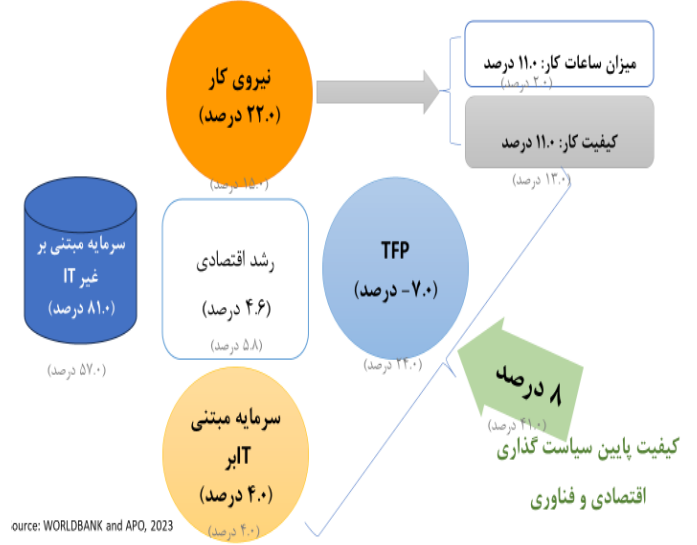 نیروی کار
(۲۲.۰ درصد)
(۱۵.۰ درصد)
میزان ساعات کار: ۱۱.۰ درصد
(۲.۰ درصد)
کیفیت کار: ۱۱.۰ درصد
(۱۳.۰ درصد)
سرمایه مبتنی بر
غیر IT
(۸۱.۰ درصد)
(۵۷.۰ درصد)
رشد اقتصادی
(۴.۶ درصد)
(۵.۸ درصد)
TFP
(-۷.۰ درصد)
(۲۴.۰ درصد)
سرمایه مبتنی
ITبر
(۴.۰ درصد)
(۴.۰ درصد)
۸ درصد
(۴۱.۰ درصد)
کیفیت پایین سیاست گذاری
اقتصادی و فناوری
ource: WORLDBANK and APO, 2023